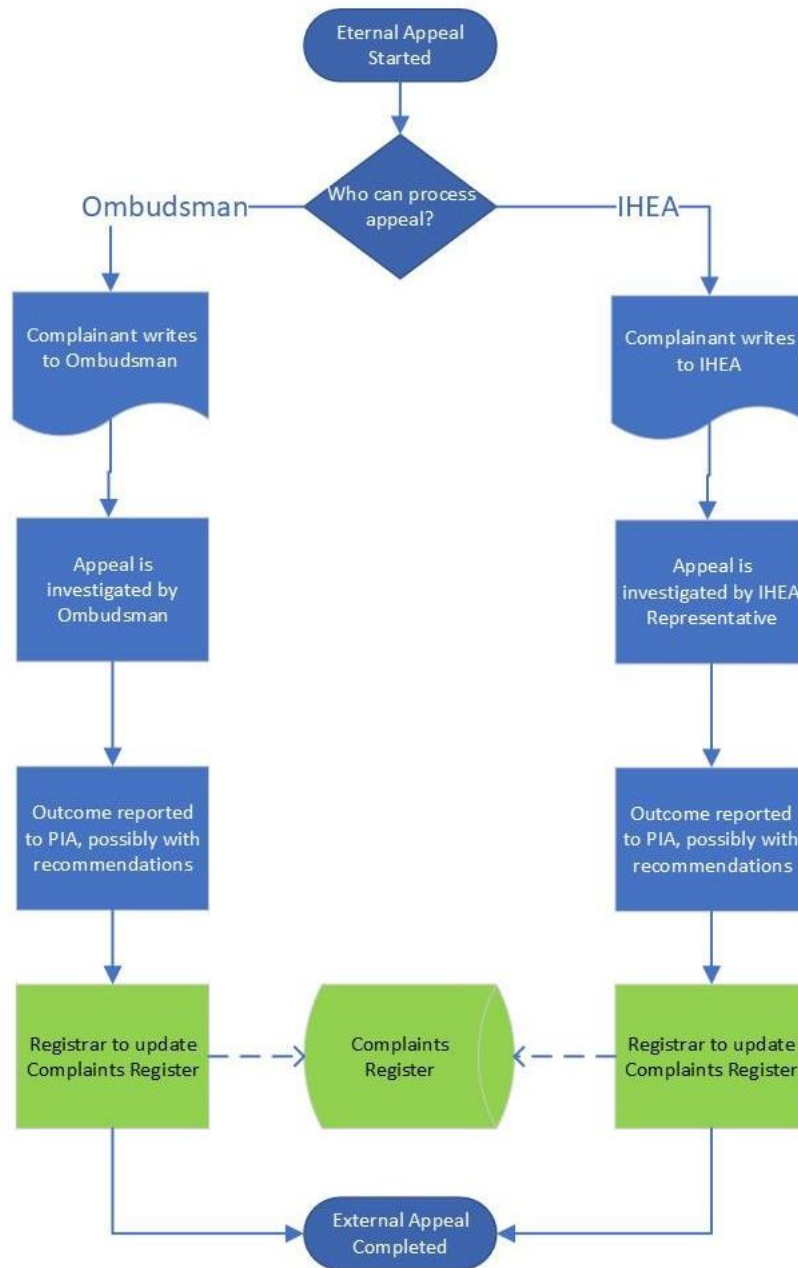 Eternal Appeal
Started
Who can process
appeal?
Ombudsman
IHEA
Complainant writes
to Ombudsman
Complainant writes
to IHEA
Appeal is
investigated by
Ombudsman
Appeal is
investigated by IHEA
Representative
Outcome reported
to PIA, possibly with
recommendations
Outcome reported
to PIA, possibly with
recommendations
Registrar to update
Complaints Register
Complaints
Register
Registrar to update
Complaints Register
External Appeal
Completed